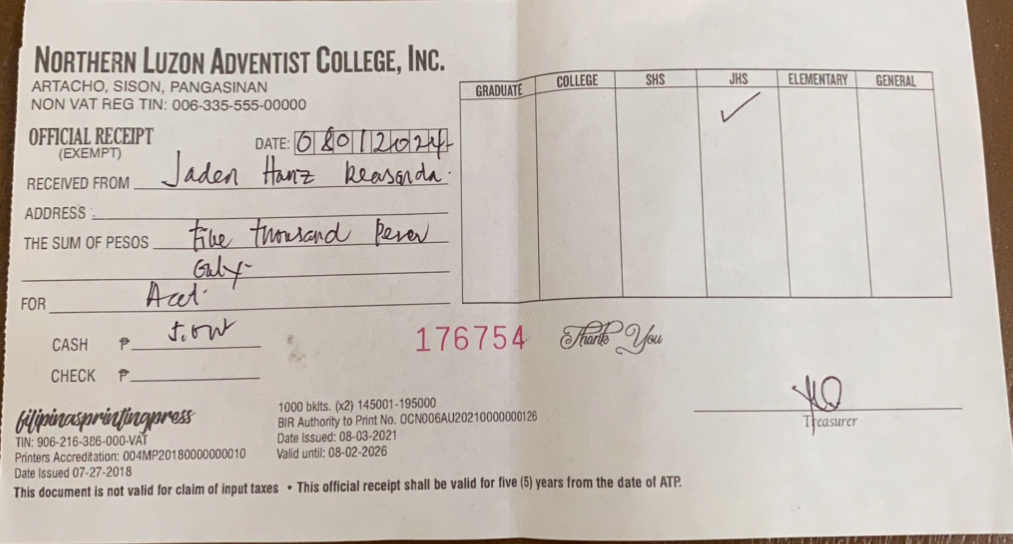 NORTHERN LUZON ADVENTIST COLLEGE, INC.
ARTACHO, SISON, PANGASINAN
NON VAT REG TIN: 006-335-555-00000
OFFICIAL RECEIPT
(EXEMPT)
DATE: 08012024
RECEIVED FROM Jaden Hanz
ADDRESS
THE SUM OF PESOS Five thousand
Only-
FOR Acct.
CASH ₱
CHECK ₱
GRADUATE COLLEGE SHS JHS ELEMENTARY GENERAL
✓
176754
Thank You
Treasurer
filipinasprintingpress
TIN: 906-216-386-000-VAT
Printers Accreditation: 004MP20180000000010
Date Issued 07-27-2018
1000 bklts. (x2) 145001-195000
BIR Authority to Print No. OCN006AU20210000000126
Date Issued: 08-03-2021
Valid until: 08-02-2026
This document is not valid for claim of input taxes • This official receipt shall be valid for five (5) years from the date of ATP.